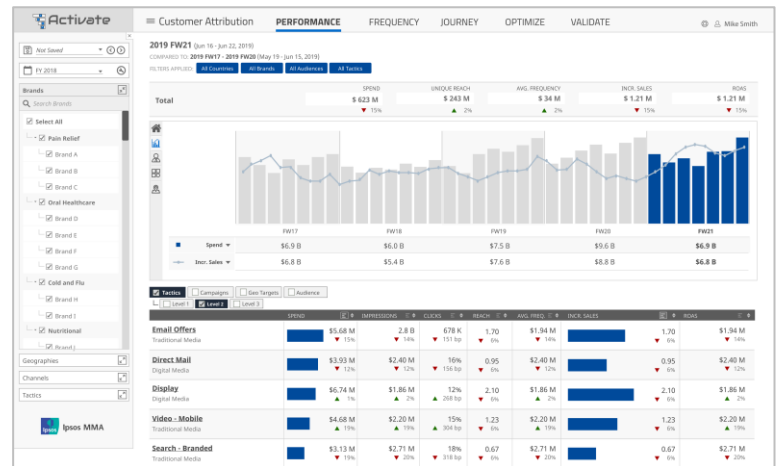 Activate
Customer Attribution
PERFORMANCE
FREQUENCY
JOURNEY
OPTIMIZE
VALIDATE
Mike Smith
Not Saved
FY 2018
Brands
Search Brands
Select All
Pain Relief
Brand A
Brand B
Brand C
Oral Healthcare
Brand D
Brand E
Brand F
Brand G
Cold and Flu
Brand H
Brand I
Nutritional
Brand J
Geographies
Channels
Tactics
Ipsos
Ipsos MMA
2019 FW21 (Jun 16 - Jun 22, 2019)
COMPARED TO: 2019 FW17 - 2019 FW20 (May 19 - Jun 15, 2019)
FILTERS APPLIED: All Countries All Brands All Audiences All Tactics
SPEND UNIQUE REACH AVG. FREQUENCY INCR. SALES ROAS
Total $ 623 M $ 243 M $ 34 M $ 1.21 M $ 1.21 M
▼ 15% ▲ 2% ▲ 2% ▼ 15% ▼ 15%
FW17 FW18 FW19 FW20 FW21
Spend $6.9 B $6.0 B $7.5 B $9.6 B $6.9 B
Incr. Sales $6.8 B $5.4 B $7.6 B $8.8 B $6.8 B
Tactics Campaigns Geo Targets Audience
Level 1 Level 2 Level 3
SPEND IMPRESSIONS CLICKS REACH AVG. FREQ. INCR. SALES ROAS
Email Offers $5.68 M 2.8 B 678 K 1.70 $1.94 M 1.70 $1.94 M
Traditional Media ▼ 15% ▼ 14% ▼ 151 bp ▼ 6% ▼ 14% ▼ 6% ▼ 14%
Direct Mail $3.93 M $2.40 M 16% 0.95 $2.40 M 0.95 $2.40 M
Digital Media ▼ 12% ▼ 12% ▼ 156 bp ▼ 6% ▼ 12% ▼ 6% ▼ 12%
Display $6.74 M $1.86 M 12% 2.10 $1.86 M 2.10 $1.86 M
Digital Media ▲ 1% ▲ 2% ▲ 268 bp ▼ 6% ▲ 2% ▼ 6% ▲ 2%
Video - Mobile $4.68 M $2.20 M 15% 1.23 $2.20 M 1.23 $2.20 M
Traditional Media ▲ 19% ▲ 19% ▲ 304 bp ▼ 6% ▲ 19% ▼ 6% ▲ 19%
Search - Branded $3.13 M $2.71 M 18% 0.67 $2.71 M 0.67 $2.71 M
Traditional Media ▼ 19% ▼ 20% ▼ 318 bp ▼ 6% ▼ 20% ▼ 6% ▼ 20%